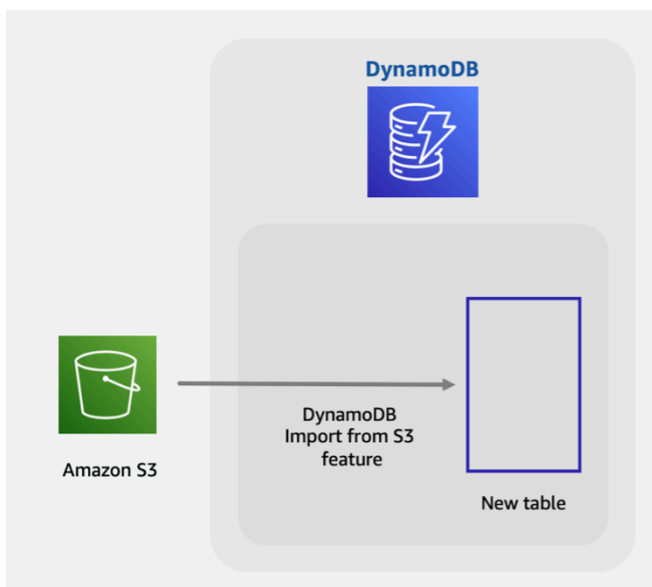 DynamoDB
DynamoDB
Import from S3
feature
Amazon S3
New table